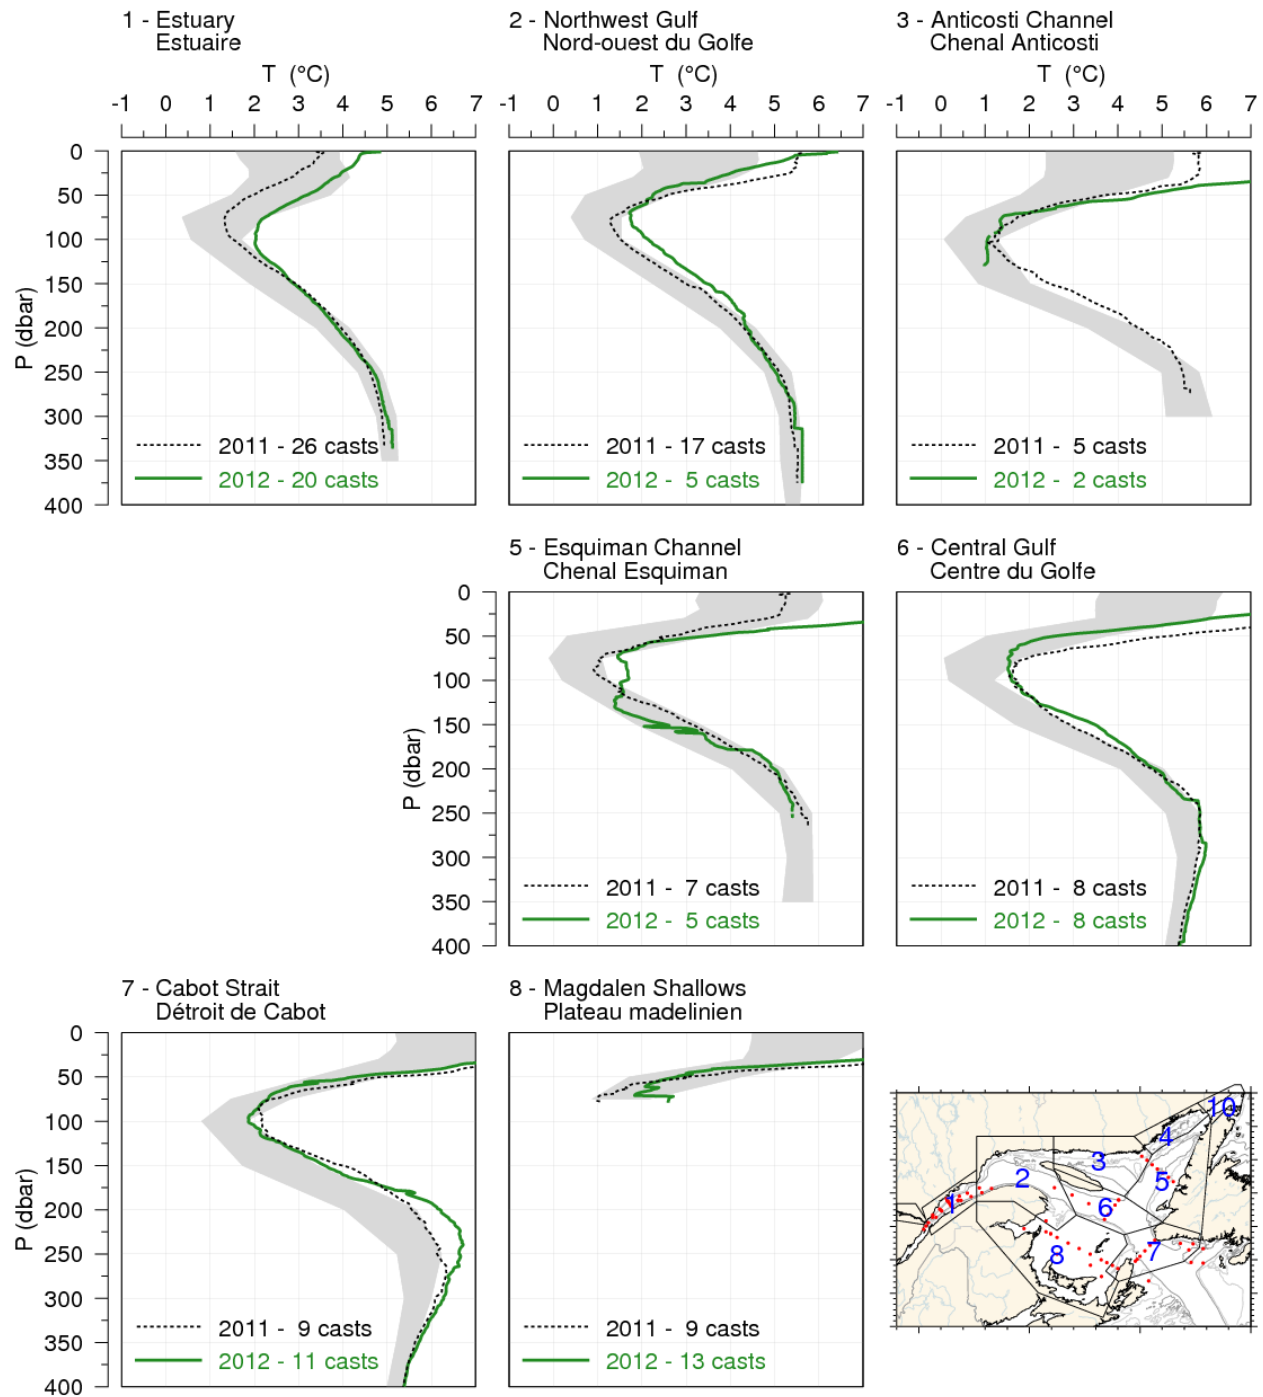 1 - Estuary
Estuaire
2 - Northwest Gulf
Nord-ouest du Golfe
3 - Anticosti Channel
Chenal Anticosti
T (°C)
T (°C)
T (°C)
-1 0 1 2 3 4 5 6 7
-1 0 1 2 3 4 5 6 7
-1 0 1 2 3 4 5 6 7
P (dbar)
0
50
100
150
200
250
300
350
400
2011 - 26 casts
2012 - 20 casts
2011 - 17 casts
2012 - 5 casts
2011 - 5 casts
2012 - 2 casts
5 - Esquiman Channel
Chenal Esquiman
6 - Central Gulf
Centre du Golfe
P (dbar)
0
50
100
150
200
250
300
350
400
2011 - 7 casts
2012 - 5 casts
2011 - 8 casts
2012 - 8 casts
7 - Cabot Strait
Détroit de Cabot
8 - Magdalen Shallows
Plateau madelinien
P (dbar)
0
50
100
150
200
250
300
350
400
2011 - 9 casts
2012 - 11 casts
2011 - 9 casts
2012 - 13 casts
10
4
3
2
5
1
6
8
7